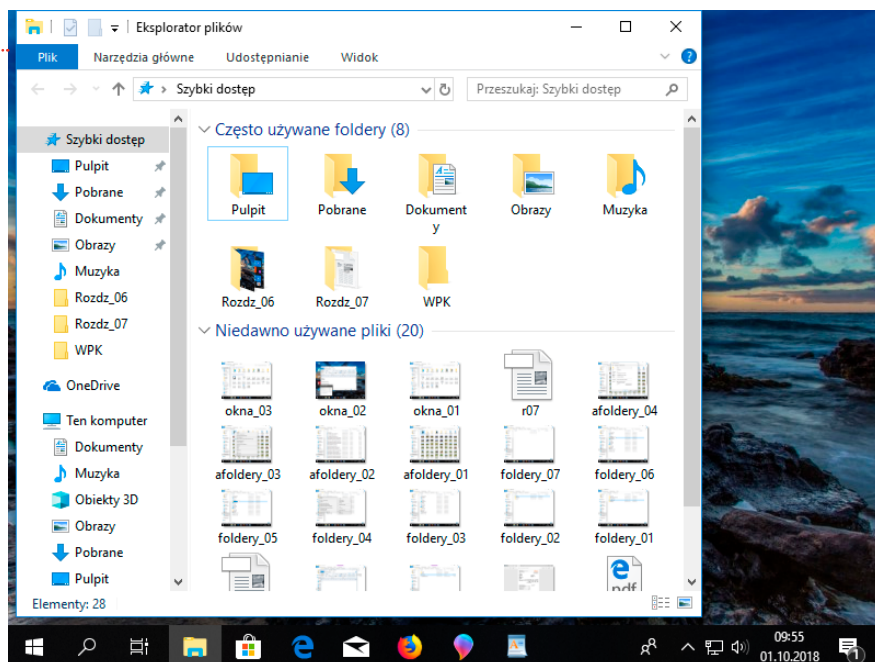 Eksplorator plików
Plik Narzędzia główne Udostępnianie Widok
Szybki dostęp Przeszukaj: Szybki dostęp
Szybki dostęp
Pulpit
Pobrane
Dokumenty
Obrazy
Muzyka
Rozdz_06
Rozdz_07
WPK
OneDrive
Ten komputer
Dokumenty
Muzyka
Obiekty 3D
Obrazy
Pobrane
Pulpit
Często używane foldery (8)
Pulpit Pobrane Dokument Obrazy Muzyka
y
Rozdz_06 Rozdz_07 WPK
Niedawno używane pliki (20)
okna_03 okna_02 okna_01 r07 afoldery_04
afoldery_03 afoldery_02 afoldery_01 foldery_07 foldery_06
foldery_05 foldery_04 foldery_03 foldery_02 foldery_01
pdf
Elementy: 28
09:55
01.10.2018
1